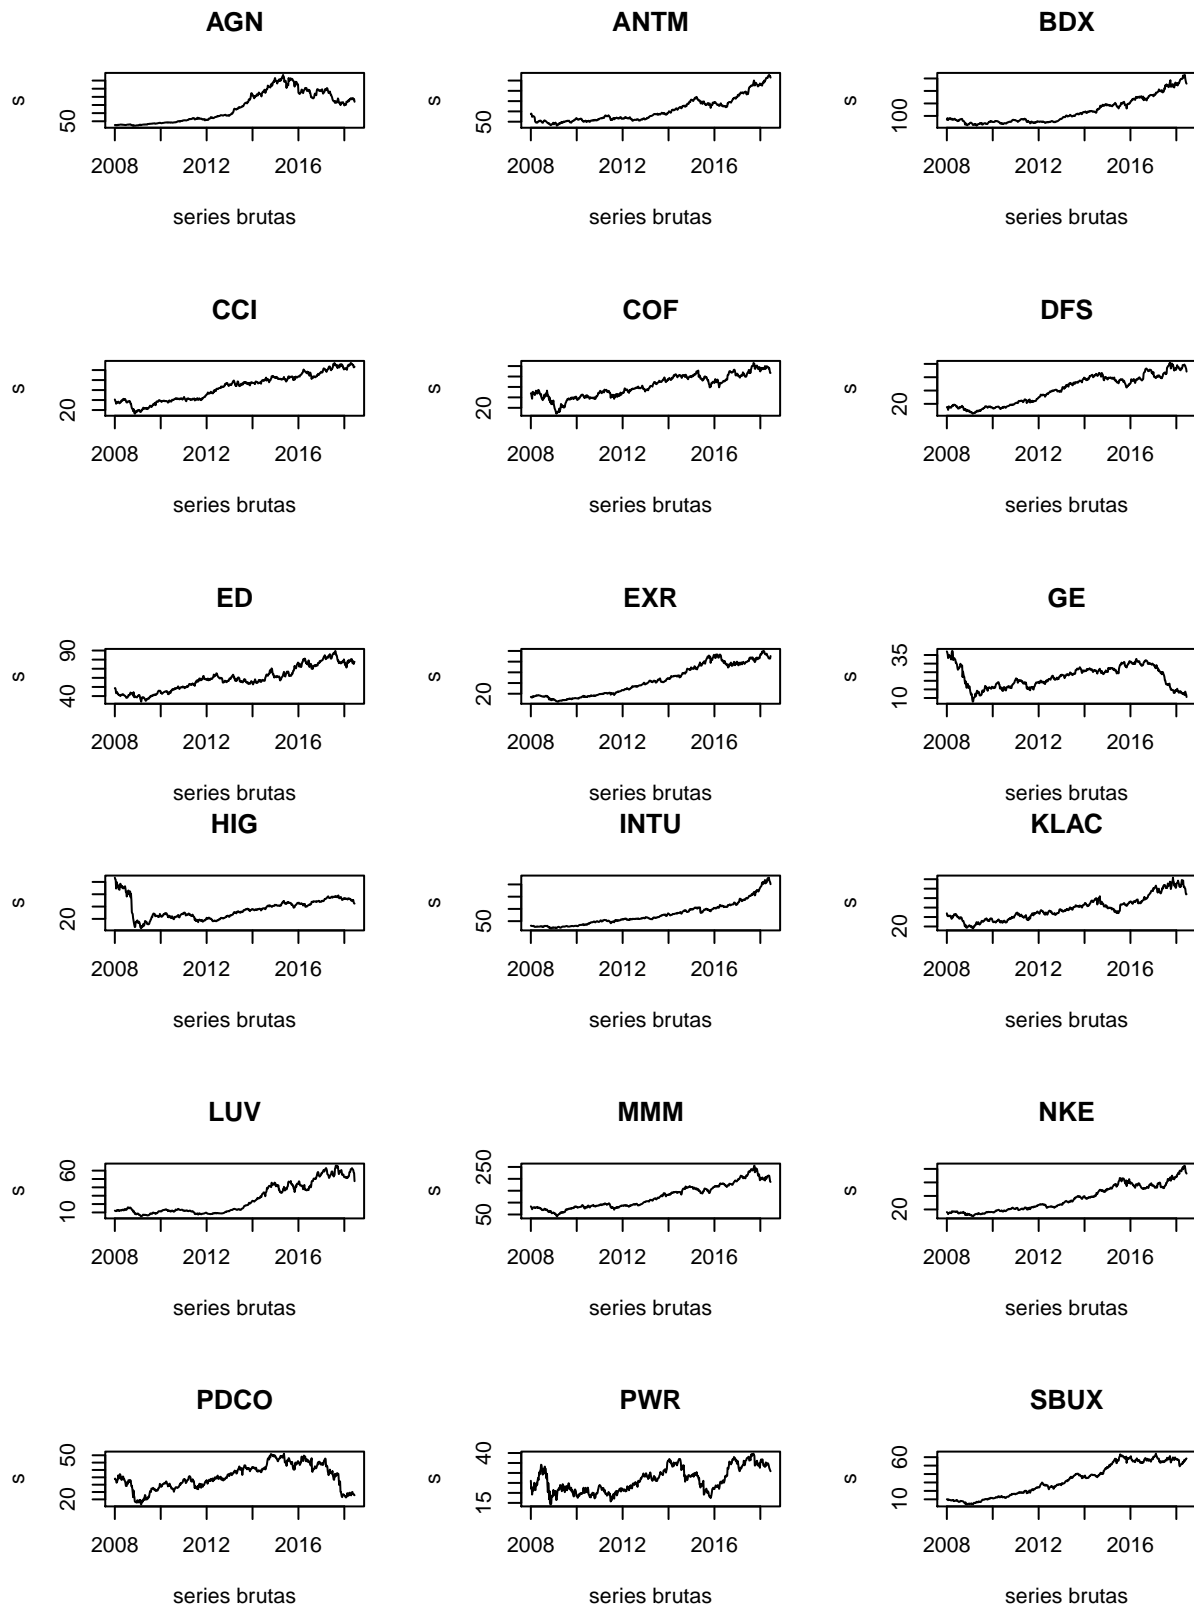 AGN ANTM BDX
s 50 s 50 s 100
2008 2012 2016 2008 2012 2016 2008 2012 2016
series brutas series brutas series brutas
CCI COF DFS
s 20 s 20 s 20
2008 2012 2016 2008 2012 2016 2008 2012 2016
series brutas series brutas series brutas
ED EXR GE
s 40 90 s 20 s 10 35
2008 2012 2016 2008 2012 2016 2008 2012 2016
series brutas series brutas series brutas
HIG INTU KLAC
s 20 s 50 s 20
2008 2012 2016 2008 2012 2016 2008 2012 2016
series brutas series brutas series brutas
LUV MMM NKE
s 10 60 s 50 250 s 20
2008 2012 2016 2008 2012 2016 2008 2012 2016
series brutas series brutas series brutas
PDCO PWR SBUX
s 20 50 s 15 40 s 10 60
2008 2012 2016 2008 2012 2016 2008 2012 2016
series brutas series brutas series brutas